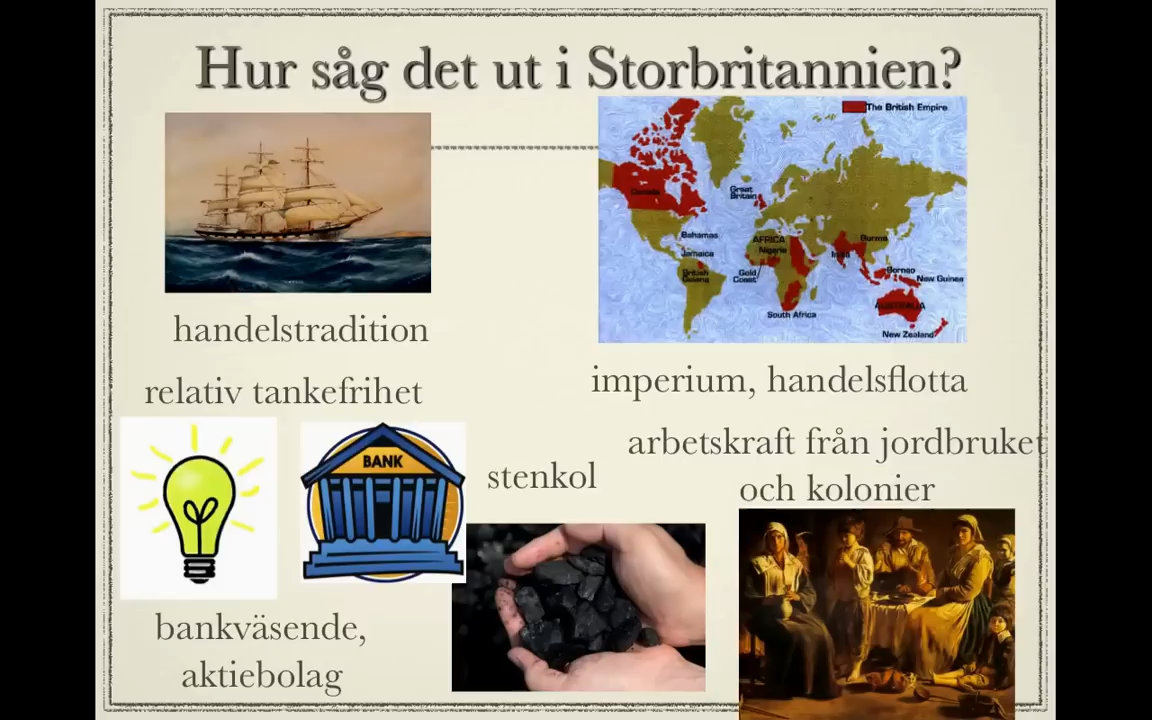 Hur såg det ut i Storbritannien?
The British Empire
Canada
Great
Britain
Bahamas
Jamaica
British
Guiana
AFRICA
Nigeria
Gold
Coast
South Africa
India
Burma
Borneo
New Guinea
AUSTRALIA
New Zealand
handelstradition
relativ tankefrihet
imperium, handelsflotta
arbetskraft från jordbruket
och kolonier
BANK
stenkol
bankväsende,
aktiebolag